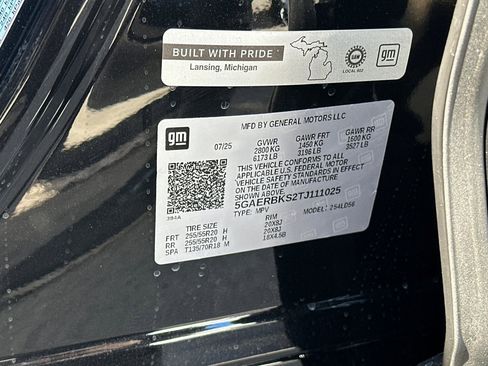 BUILT WITH PRIDE
Lansing, Michigan
UAW
LOCAL 602
gm
gm
MFD BY GENERAL MOTORS LLC
07/25
GVWR
2800 KG
6173 LB
GAWR FRT
1450 KG
3196 LB
GAWR RR
1600 KG
3527 LB
THIS VEHICLE CONFORMS TO ALL
APPLICABLE U.S. FEDERAL MOTOR
VEHICLE SAFETY STANDARDS IN EFFECT
ON THE DATE OF MANUFACTURE
SHOWN ABOVE.
5GAERBKS2TJ111025
TYPE: MPV MODEL: 254LD56
394A
TIRE SIZE RIM
FRT 255/55R20 H 20X8J
RR 255/55R20 H 20X8J
SPA T135/70R18 M 18X4.5B